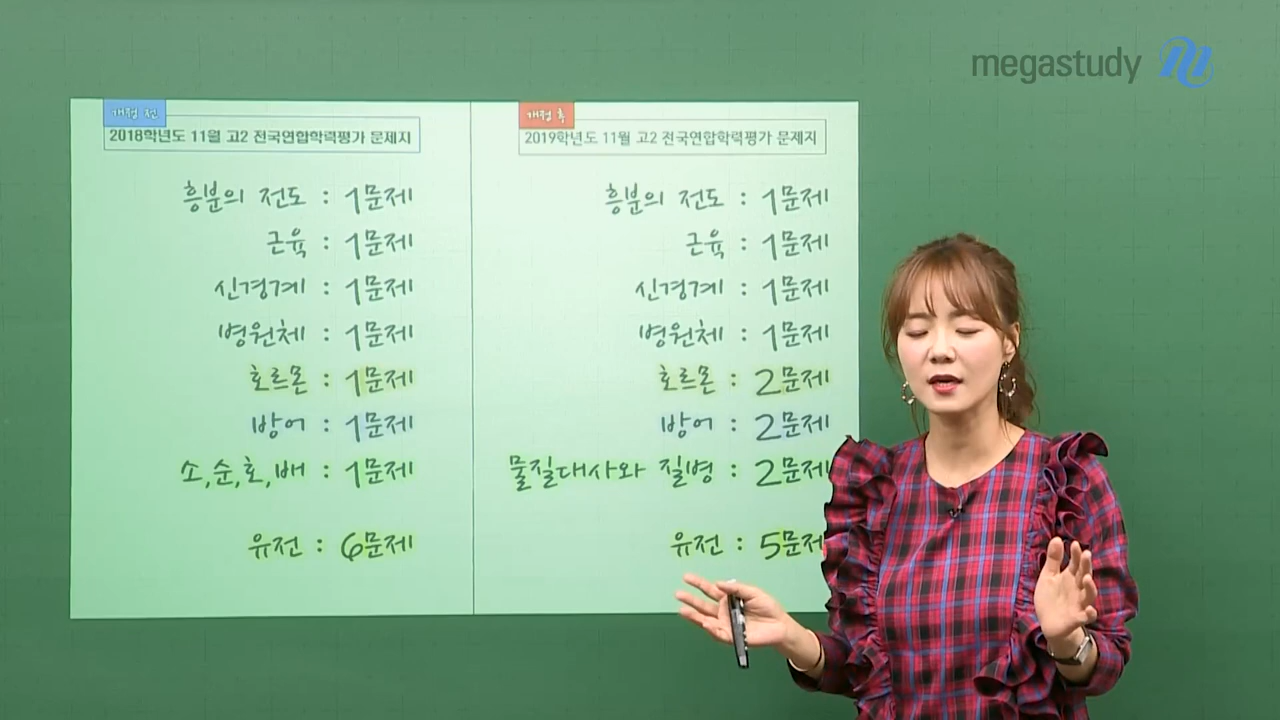 megastudy
개정 전
2018학년도 11월 고2 전국연합학력평가 문제지
흥분의 전도 : 1문제
근육 : 1문제
신경계 : 1문제
병원체 : 1문제
호르몬 : 1문제
방어 : 1문제
소,순,호,배 : 1문제
유전 : 6문제
개정 후
2019학년도 11월 고2 전국연합학력평가 문제지
흥분의 전도 : 1문제
근육 : 1문제
신경계 : 1문제
병원체 : 1문제
호르몬 : 2문제
방어 : 2문제
물질대사와 질병 : 2문제
유전 : 5문제